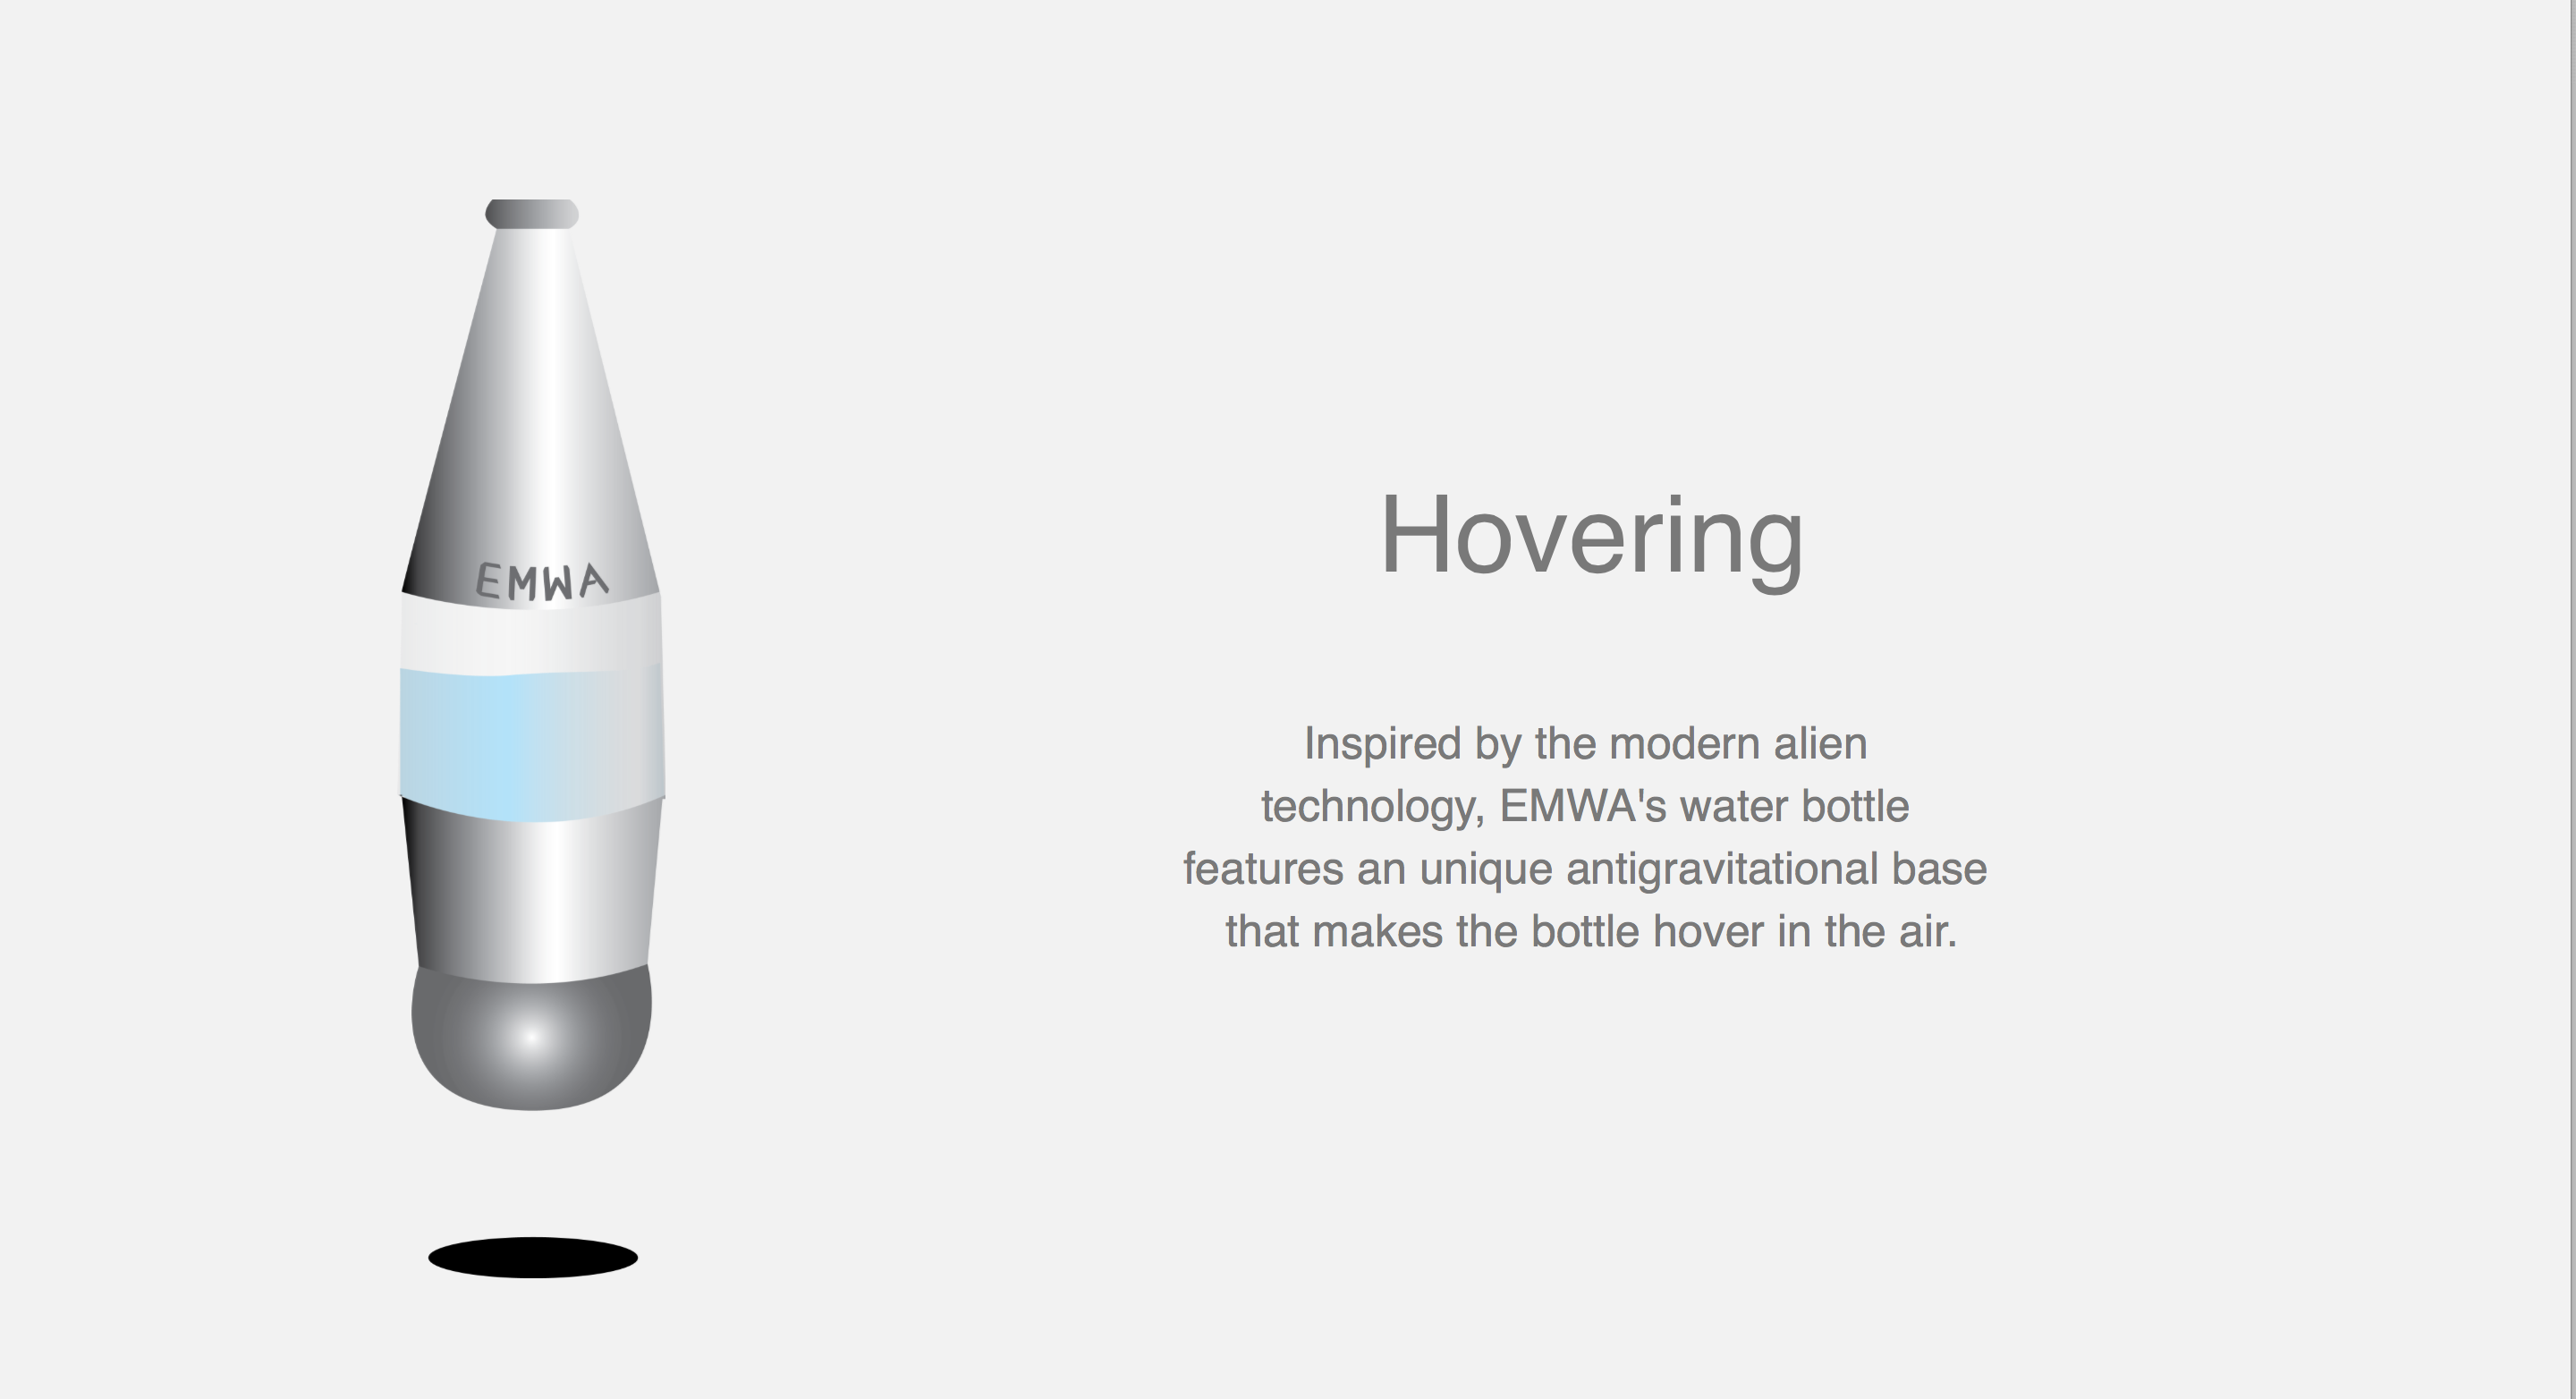 EMWA
Hovering
Inspired by the modern alien
technology, EMWA's water bottle
features an unique antigravitational base
that makes the bottle hover in the air.